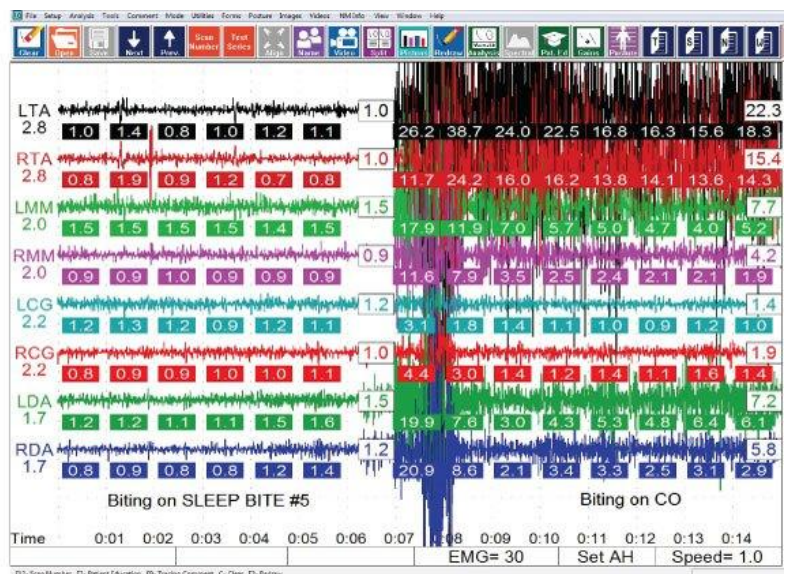 File Setup Analysis Tools Comment Mode Utilities Forms Posture Images Videos NM Info View Window Help
Clear Open Save Next Prev. Scan Number Test Series Align Name Video Split Redraw Analysis Spectral Pat. Ed Gains Posture T S N W
LTA 1.0 22.3
2.8 1.0 1.4 0.8 1.0 1.2 1.1 26.2 38.7 24.0 22.5 16.8 16.3 15.6 18.3
RTA 1.0 15.4
2.8 0.8 1.9 0.9 1.2 0.7 0.8 11.7 24.2 16.0 16.2 13.8 14.1 13.6 14.3
LMM 1.5 7.7
2.0 1.5 1.5 1.5 1.5 1.4 1.5 17.9 11.9 7.0 5.7 5.0 4.7 4.0 5.2
RMM 0.9 4.2
2.0 0.9 0.9 1.0 0.9 0.9 0.9 11.6 7.9 3.5 2.5 2.4 2.1 2.1 1.9
LCG 1.2 1.4
2.2 1.2 1.3 1.2 0.9 1.2 1.1 3.1 1.8 1.4 1.1 1.0 0.9 1.2 1.0
RCG 1.0 1.9
2.2 0.8 0.9 0.9 1.0 1.0 1.1 4.4 3.0 1.4 1.2 1.4 1.1 1.6 1.4
LDA 1.5 7.2
1.7 1.2 1.2 1.1 1.1 1.5 1.6 19.9 7.6 3.0 4.3 5.3 4.8 6.4 6.1
RDA 1.2 5.8
1.7 0.8 0.9 0.8 0.8 1.2 1.4 20.9 8.6 2.1 3.4 3.3 2.5 3.1 2.9
Biting on SLEEP BITE #5 Biting on CO
Time 0:01 0:02 0:03 0:04 0:05 0:06 0:07 0:08 0:09 0:10 0:11 0:12 0:13 0:14
EMG= 30 Set AH Speed= 1.0